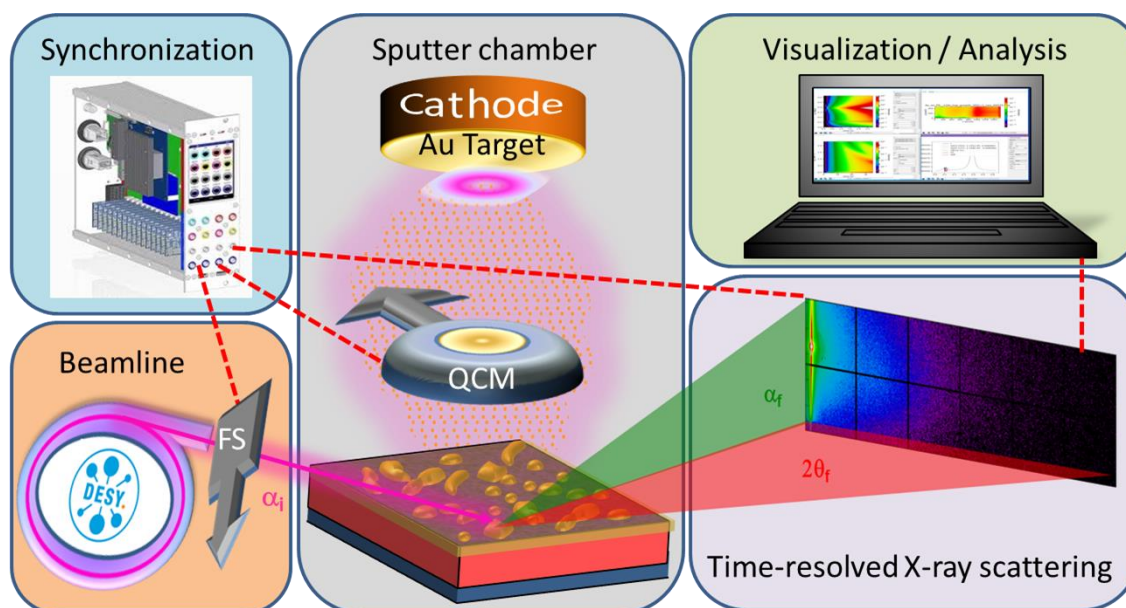 Synchronization
Sputter chamber
Visualization / Analysis
Cathode
Au Target
QCM
Beamline
FS
DESY.
αi
αf
2θf
Time-resolved X-ray scattering